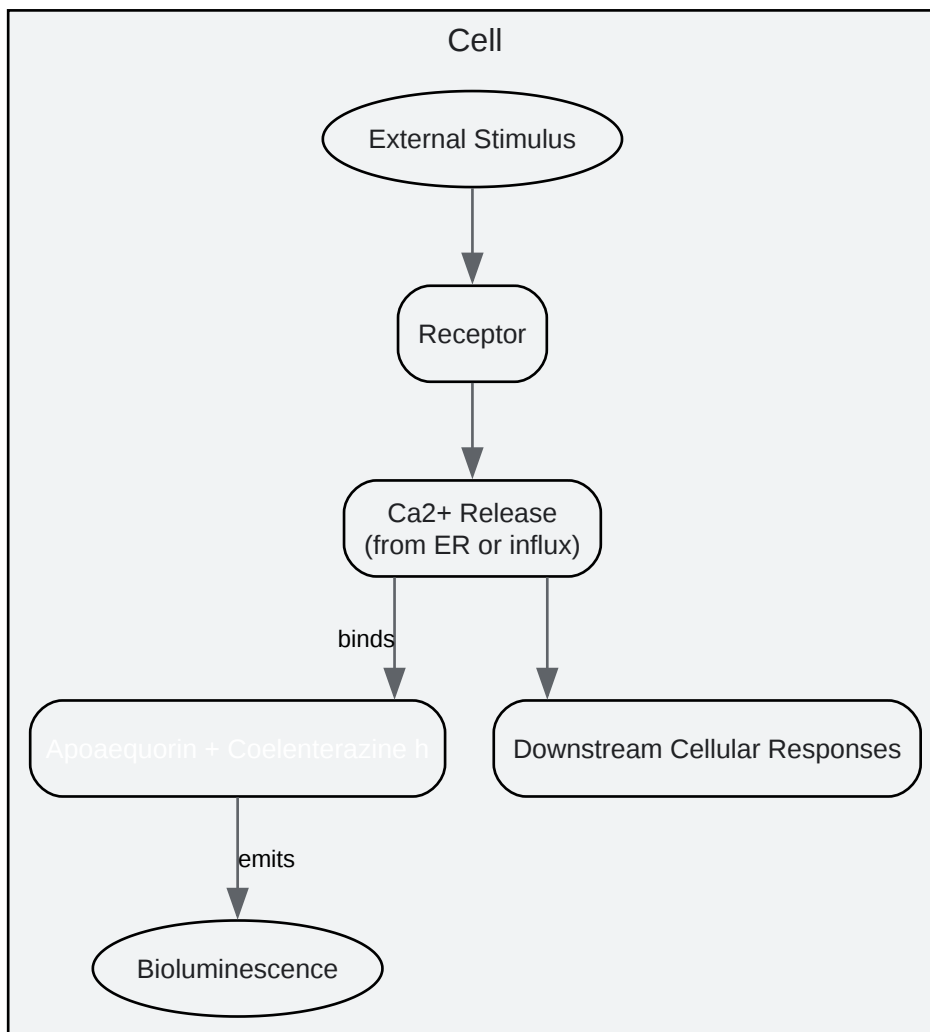 Cell
External Stimulus
Receptor
Ca2+ Release
(from ER or influx)
binds
Apoaequorin + Coelenterazine h
Downstream Cellular Responses
emits
Bioluminescence